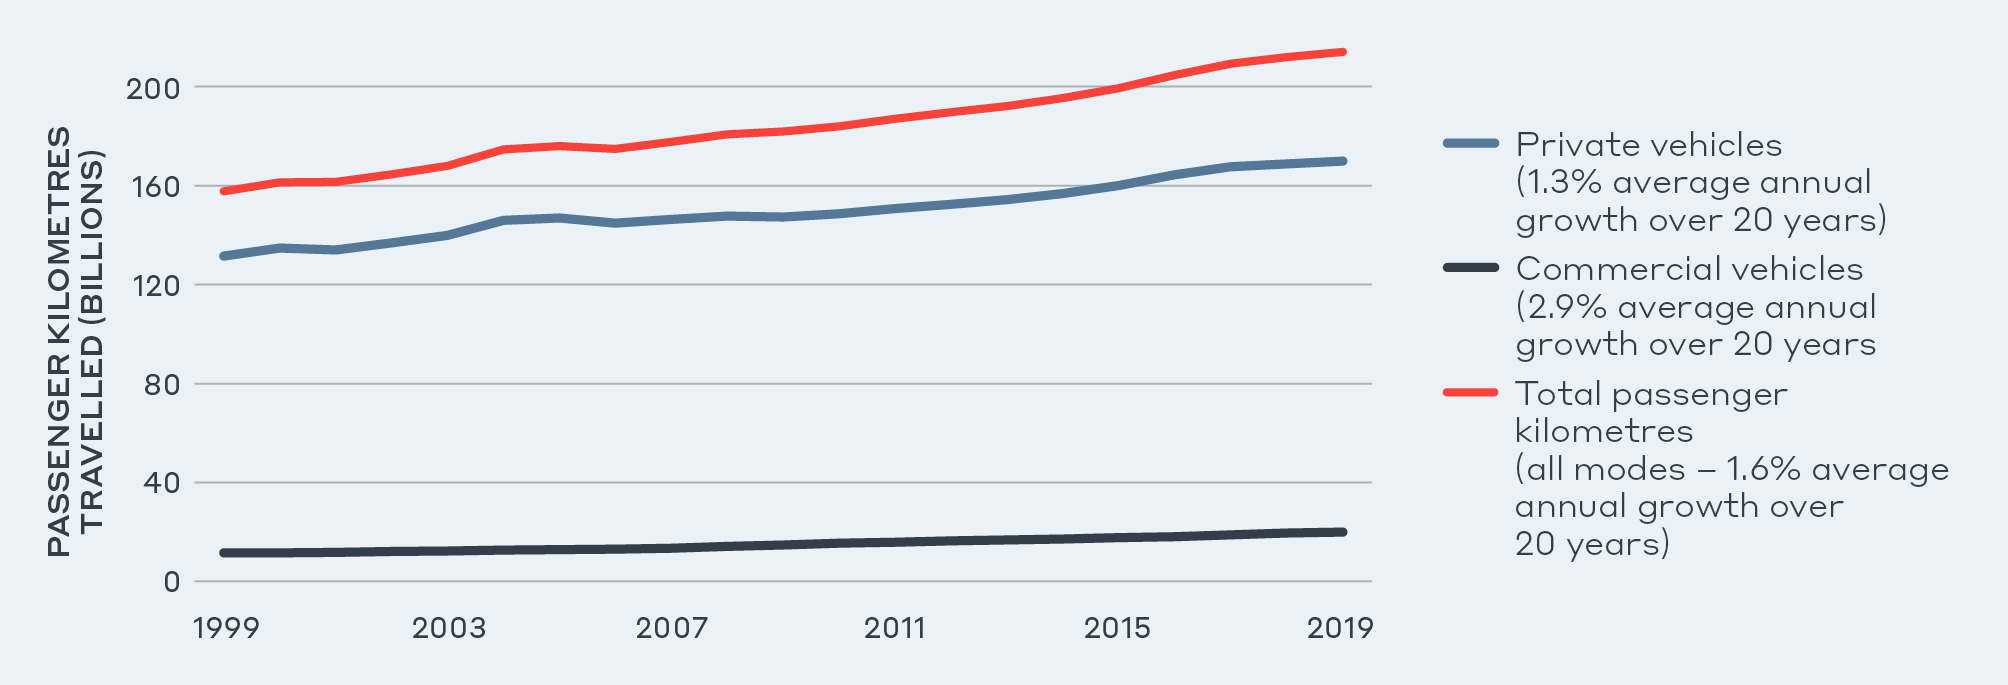 PASSENGER KILOMETRES
TRAVELLED (BILLIONS)
200
160
120
80
40
0
1999 2003 2007 2011 2015 2019
Private vehicles
(1.3% average annual
growth over 20 years)
Commercial vehicles
(2.9% average annual
growth over 20 years
Total passenger
kilometres
(all modes – 1.6% average
annual growth over
20 years)